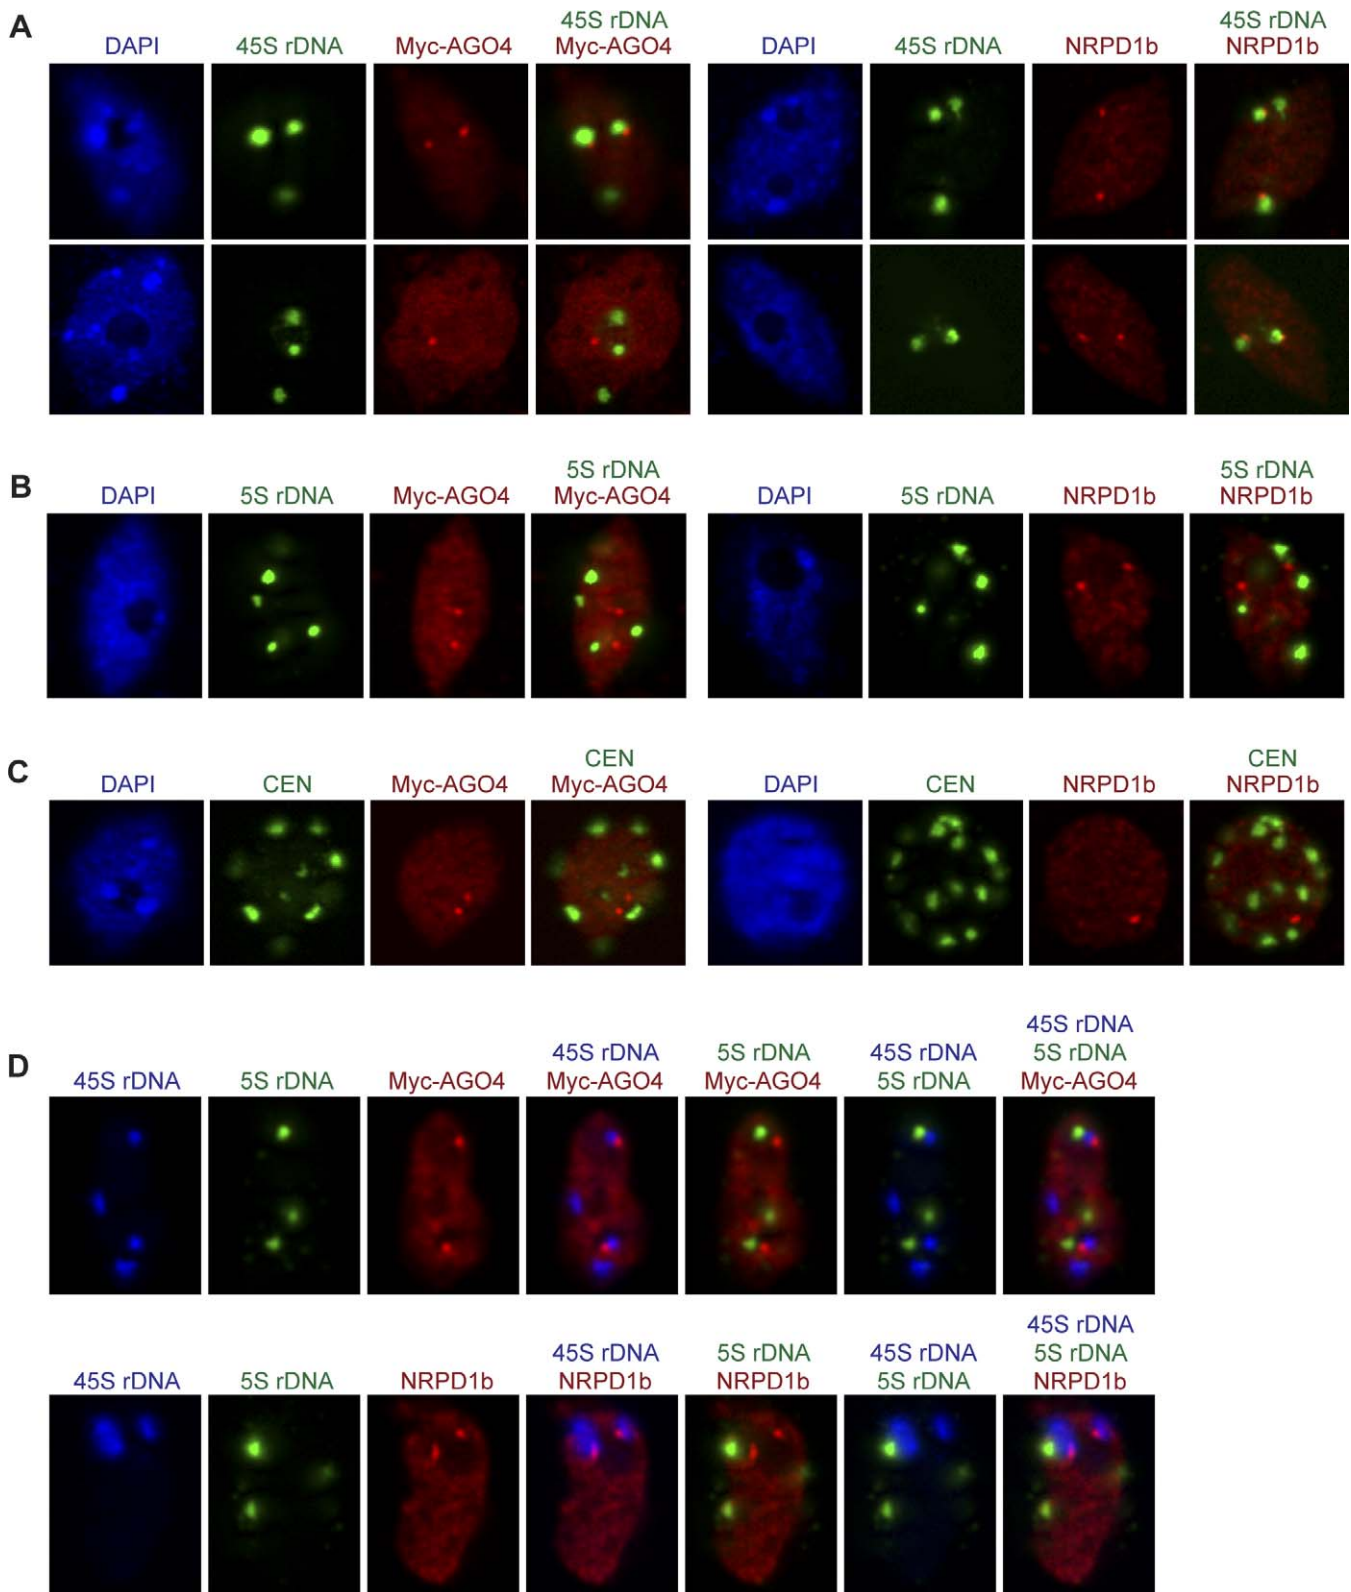 A
DAPI
45S rDNA
Myc-AGO4
45S rDNA
Myc-AGO4
DAPI
45S rDNA
NRPD1b
45S rDNA
NRPD1b
B
DAPI
5S rDNA
Myc-AGO4
5S rDNA
Myc-AGO4
DAPI
5S rDNA
NRPD1b
5S rDNA
NRPD1b
C
DAPI
CEN
Myc-AGO4
CEN
Myc-AGO4
DAPI
CEN
NRPD1b
CEN
NRPD1b
D
45S rDNA
5S rDNA
Myc-AGO4
45S rDNA
Myc-AGO4
5S rDNA
Myc-AGO4
45S rDNA
5S rDNA
45S rDNA
5S rDNA
Myc-AGO4
45S rDNA
5S rDNA
NRPD1b
45S rDNA
NRPD1b
5S rDNA
NRPD1b
45S rDNA
5S rDNA
45S rDNA
5S rDNA
NRPD1b